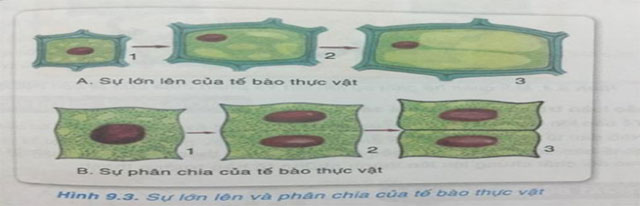 1 2 3
A. Sự lớn lên của tế bào thực vật
1 2 3
B. Sự phân chia của tế bào thực vật
Hình 9.3. Sự lớn lên và phân chia của tế bào thực vật